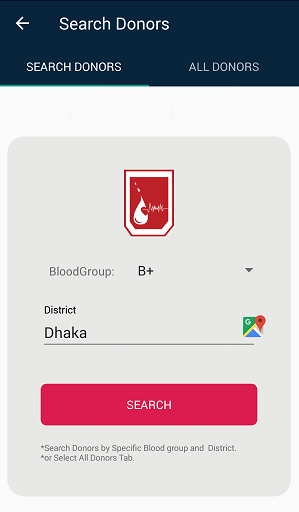 Search Donors
SEARCH DONORS
ALL DONORS
BloodGroup: B+
District
Dhaka
G
SEARCH
*Search Donors by Specific Blood group and District.
*or Select All Donors Tab.